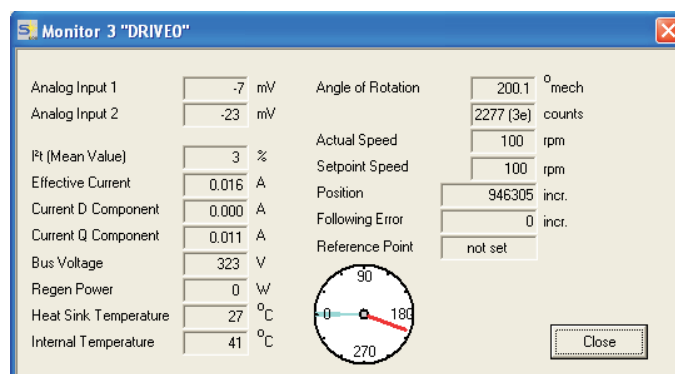 Monitor 3 "DRIVE0"
Analog Input 1 -7 mV
Analog Input 2 -23 mV
I²t (Mean Value) 3 %
Effective Current 0.016 A
Current D Component 0.000 A
Current Q Component 0.011 A
Bus Voltage 323 V
Regen Power 0 W
Heat Sink Temperature 27 °C
Internal Temperature 41 °C
Angle of Rotation 200.1 °mech
2277 (3e) counts
Actual Speed 100 rpm
Setpoint Speed 100 rpm
Position 946305 incr.
Following Error 0 incr.
Reference Point not set
90
0 180
270
Close